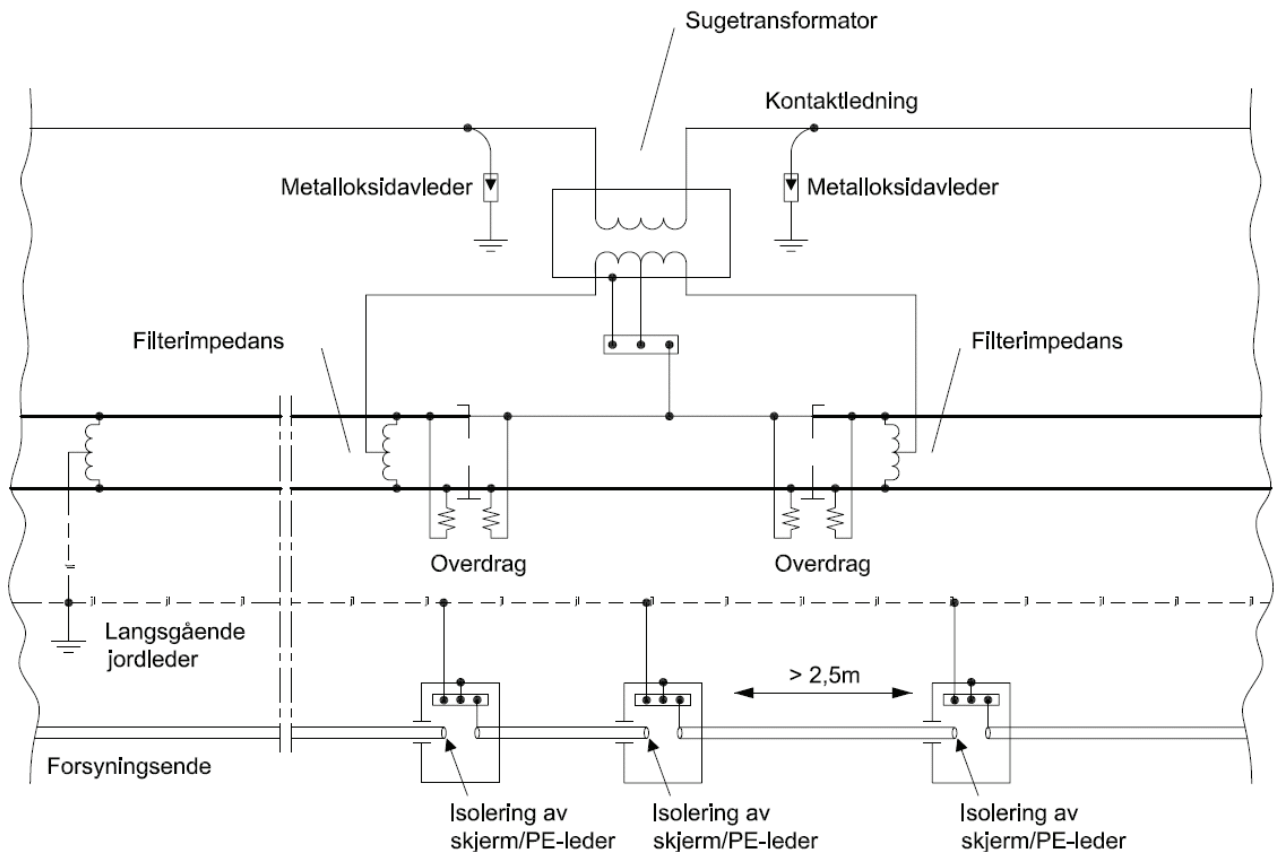 Sugetransformator
Kontaktledning
Metalloksidavleder
Metalloksidavleder
Filterimpedans
Filterimpedans
Overdrag
Overdrag
Langsgående
jordleder
> 2,5m
Forsyningsende
Isolering av
skjerm/PE-leder
Isolering av
skjerm/PE-leder
Isolering av
skjerm/PE-leder